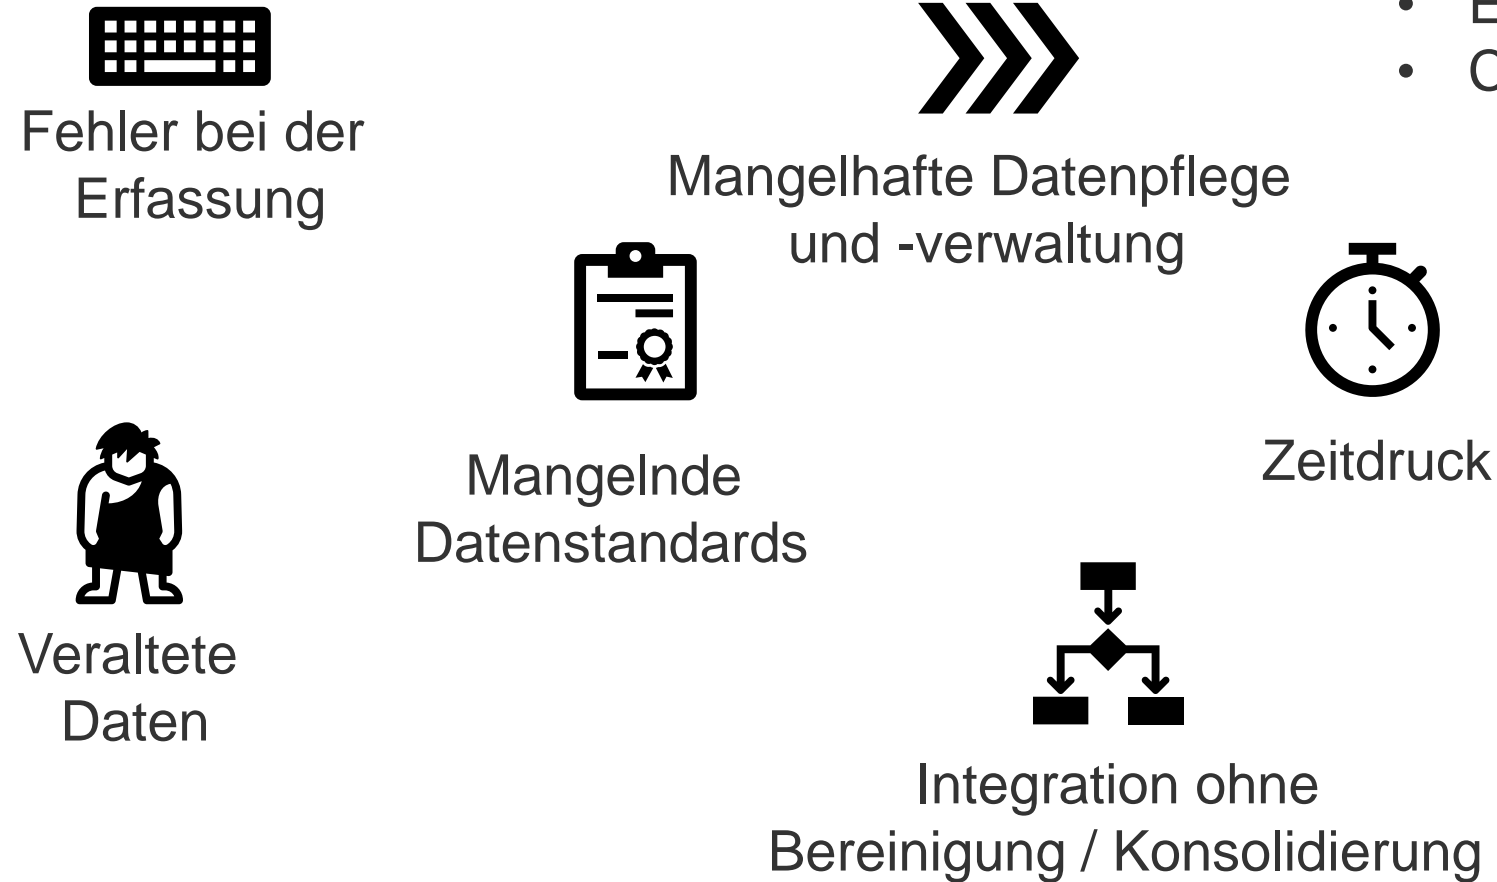 Fehler bei der
Erfassung
Mangelhafte Datenpflege
und -verwaltung
Mangelnde
Datenstandards
Zeitdruck
Veraltete
Daten
Integration ohne
Bereinigung / Konsolidierung